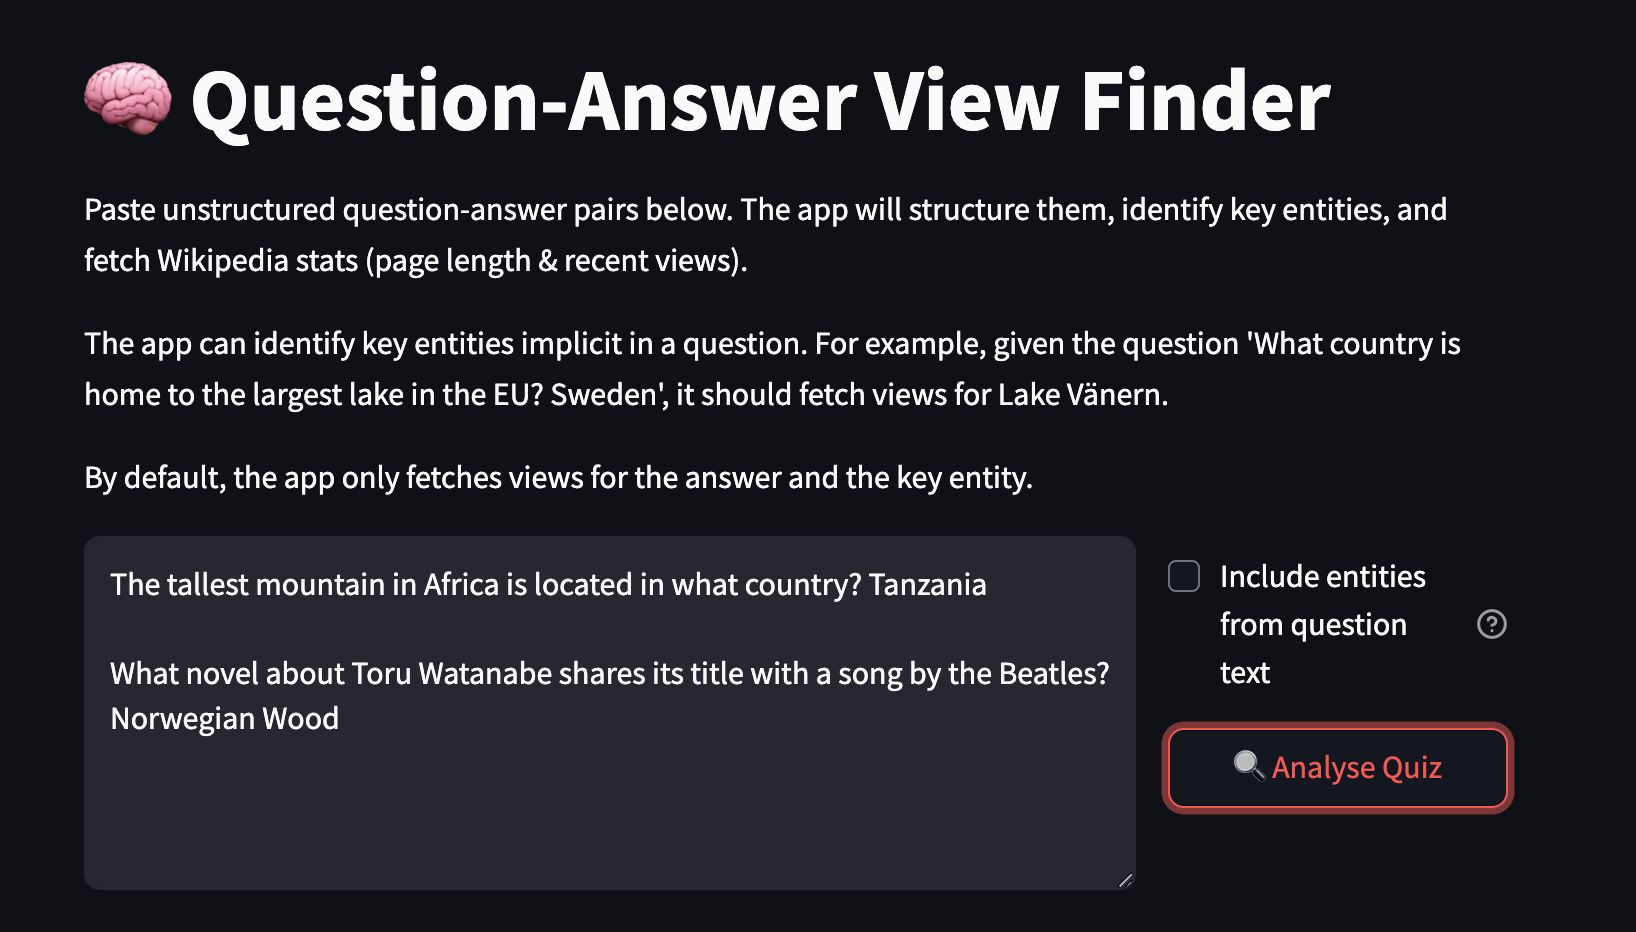 Question-Answer View Finder
Paste unstructured question-answer pairs below. The app will structure them, identify key entities, and
fetch Wikipedia stats (page length & recent views).
The app can identify key entities implicit in a question. For example, given the question 'What country is
home to the largest lake in the EU? Sweden', it should fetch views for Lake Vänern.
By default, the app only fetches views for the answer and the key entity.
The tallest mountain in Africa is located in what country? Tanzania
What novel about Toru Watanabe shares its title with a song by the Beatles?
Norwegian Wood
Include entities
from question
text
?
Analyse Quiz